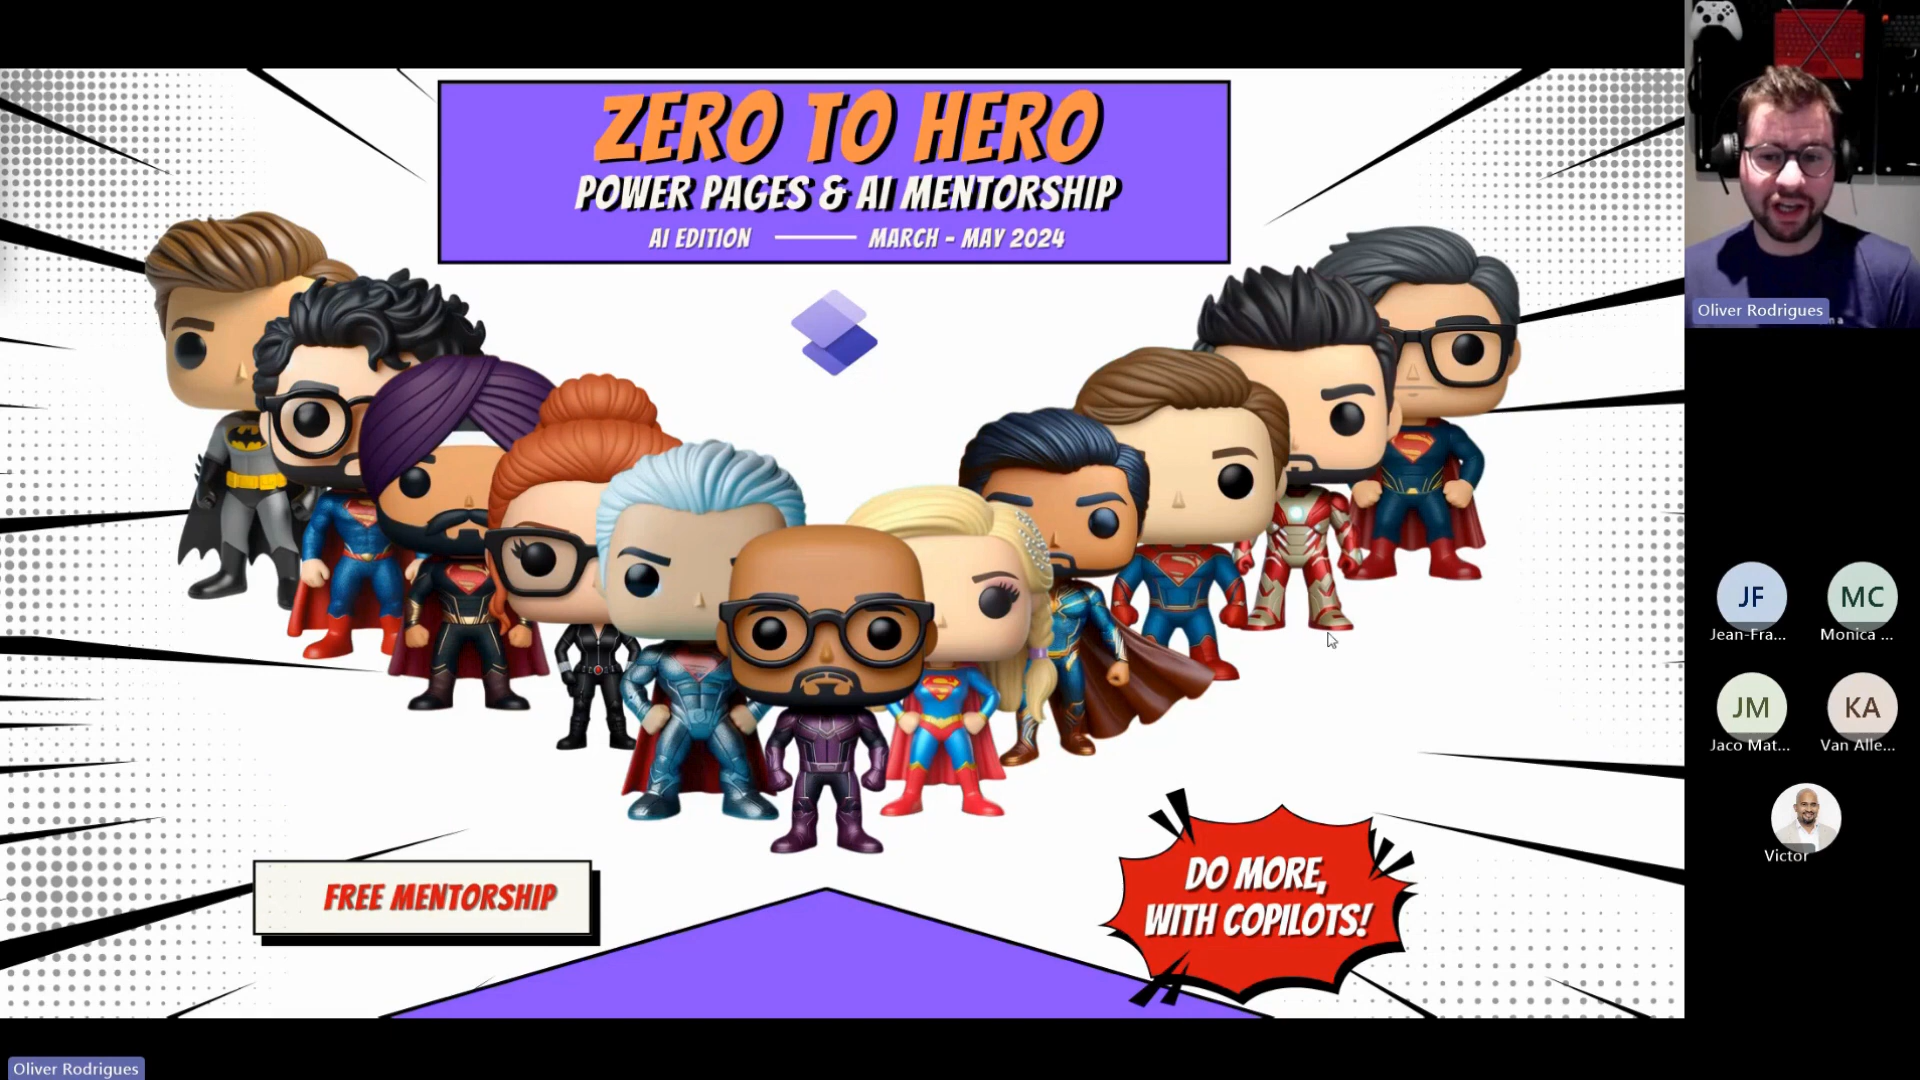 ZERO TO HERO
POWER PAGES & AI MENTORSHIP
AI EDITION
MARCH - MAY 2024
FREE MENTORSHIP
DO MORE,
WITH COPILOTS!
Oliver Rodrigues
JF
MC
Jean-Fra...
Monica ...
JM
KA
Jaco Mat...
Van Alle...
Victor
Oliver Rodrigues